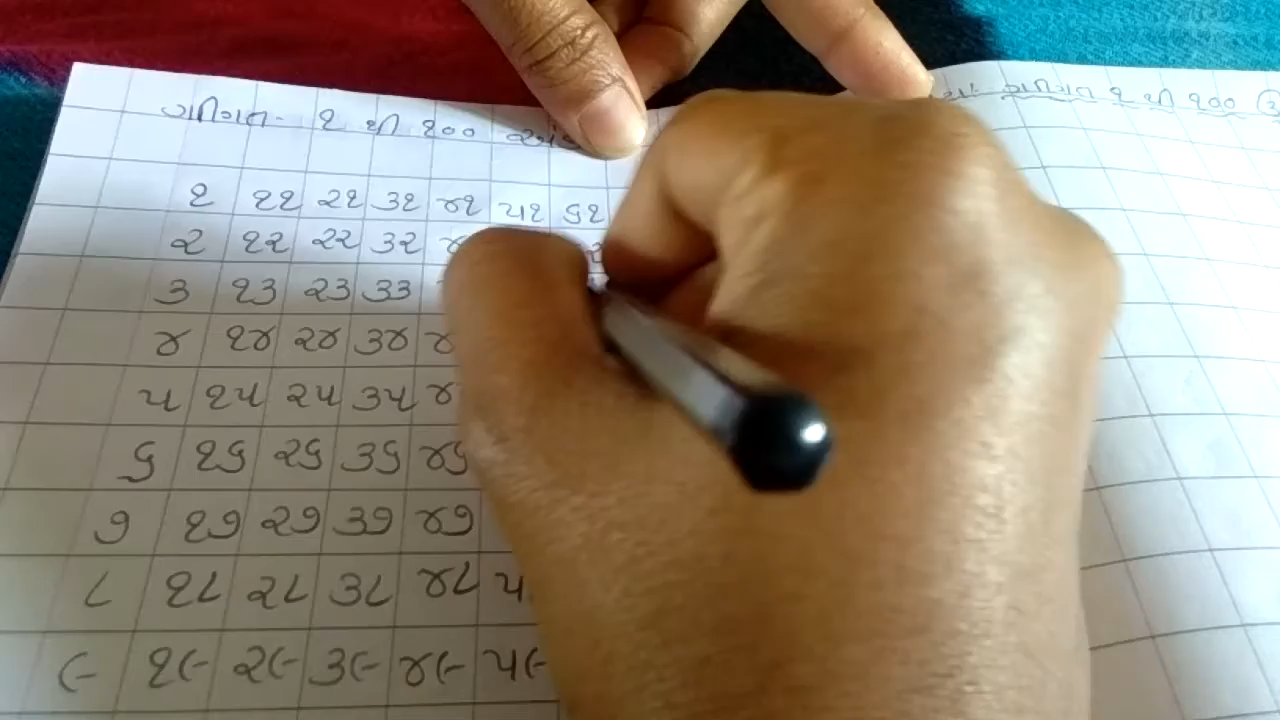 ગણિગત - ૧ થી ૧૦૦ ગણિગત ૧ થી ૧૦૦
૧ ૧૧ ૨૧ ૩૧ ૪૧ ૫૧ ૬૧
૨ ૧૨ ૨૨ ૩૨
૩ ૧૩ ૨૩ ૩૩
૪ ૧૪ ૨૪ ૩૪
૫ ૧૫ ૨૫ ૩૫
૬ ૧૬ ૨૬ ૩૬ ૪૬
૭ ૧૭ ૨૭ ૩૭ ૪૭
૮ ૧૮ ૨૮ ૩૮ ૪૮
૯ ૧૯ ૨૯ ૩૯ ૪૯ ૫૯